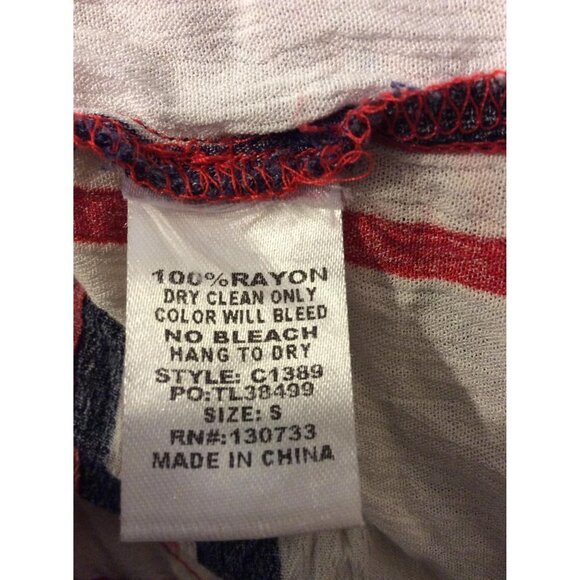 100%RAYON
DRY CLEAN ONLY
COLOR WILL BLEED
NO BLEACH
HANG TO DRY
STYLE: C1389
PO:TL38499
SIZE: S
RN#:130733
MADE IN CHINA